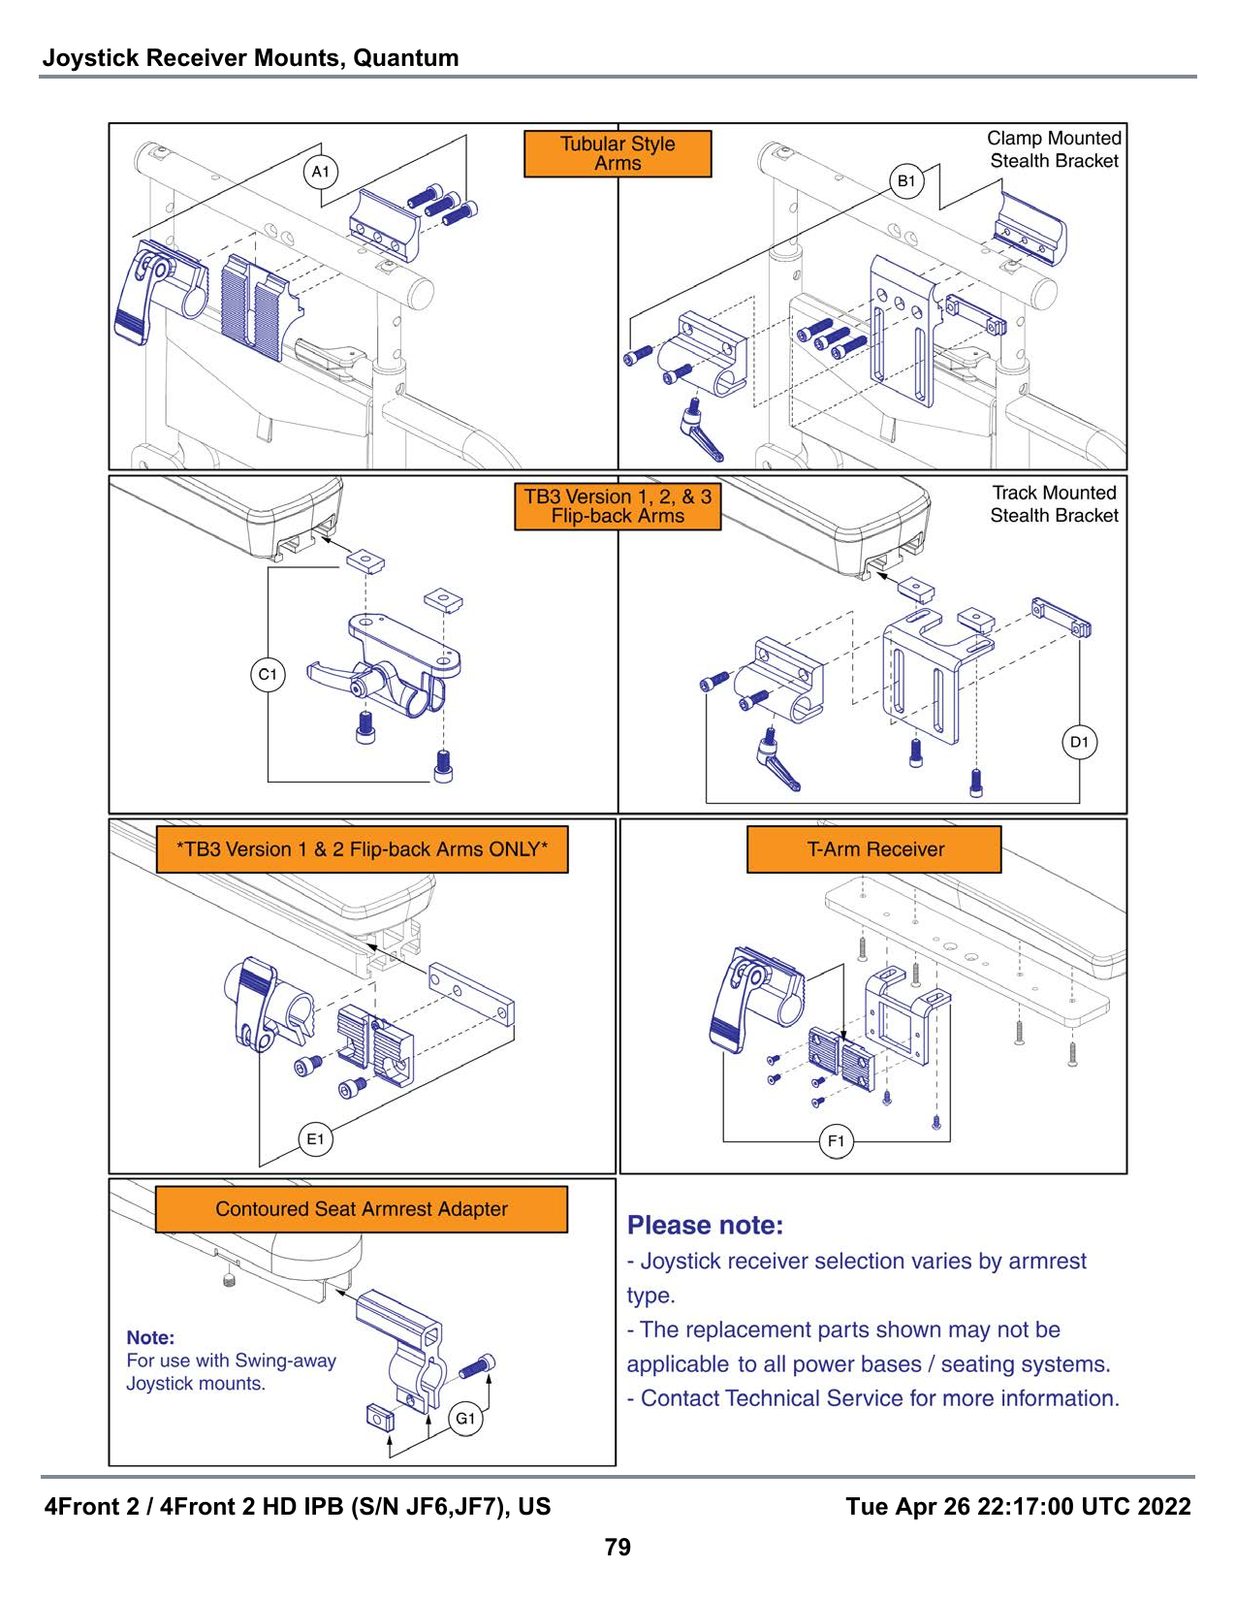 Joystick Receiver Mounts, Quantum
Tubular Style
Arms
A1
Clamp Mounted
Stealth Bracket
B1
TB3 Version 1, 2, & 3
Flip-back Arms
C1
Track Mounted
Stealth Bracket
D1
*TB3 Version 1 & 2 Flip-back Arms ONLY*
E1
T-Arm Receiver
F1
Contoured Seat Armrest Adapter
Note:
For use with Swing-away
Joystick mounts.
G1
Please note:
- Joystick receiver selection varies by armrest
type.
- The replacement parts shown may not be
applicable to all power bases / seating systems.
- Contact Technical Service for more information.
4Front 2 / 4Front 2 HD IPB (S/N JF6,JF7), US
Tue Apr 26 22:17:00 UTC 2022
79